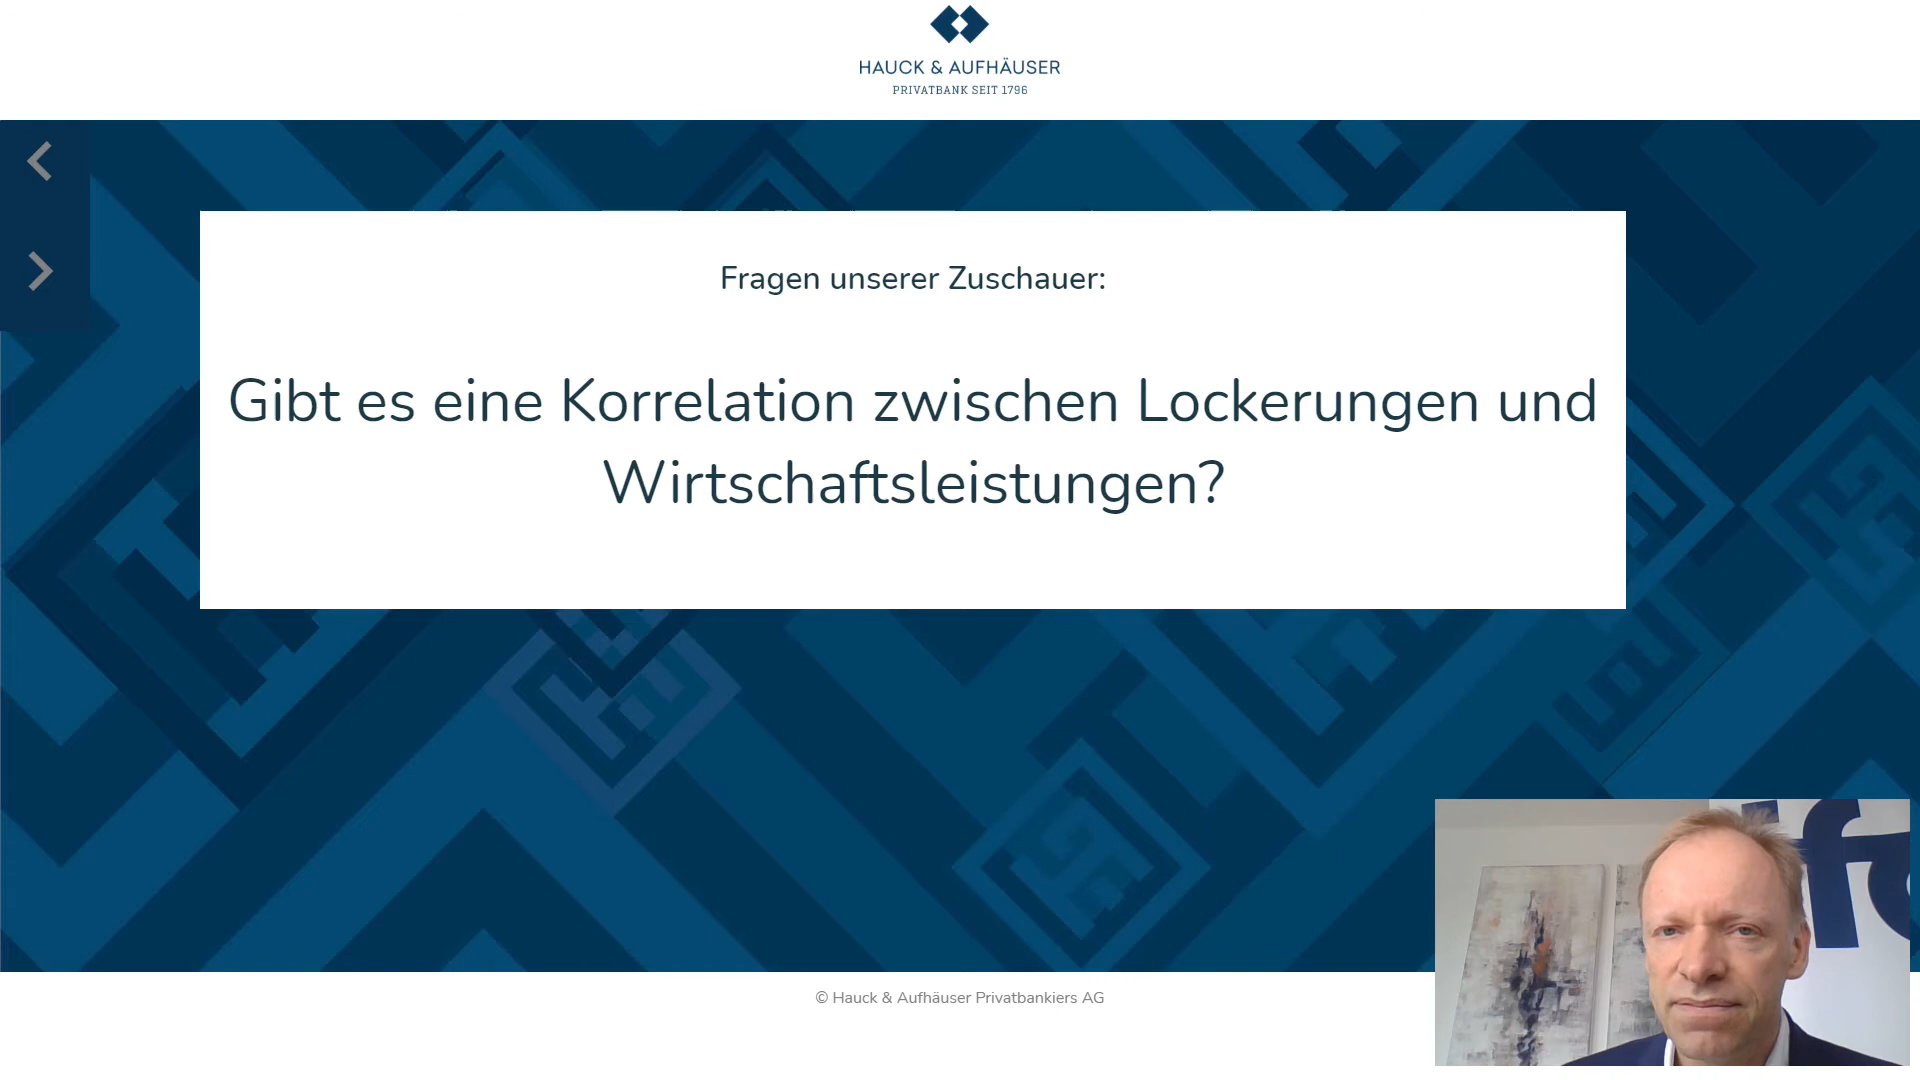 HAUCK & AUFHÄUSER
PRIVATBANK SEIT 1796
Fragen unserer Zuschauer:
Gibt es eine Korrelation zwischen Lockerungen und
Wirtschaftsleistungen?
© Hauck & Aufhäuser Privatbankiers AG